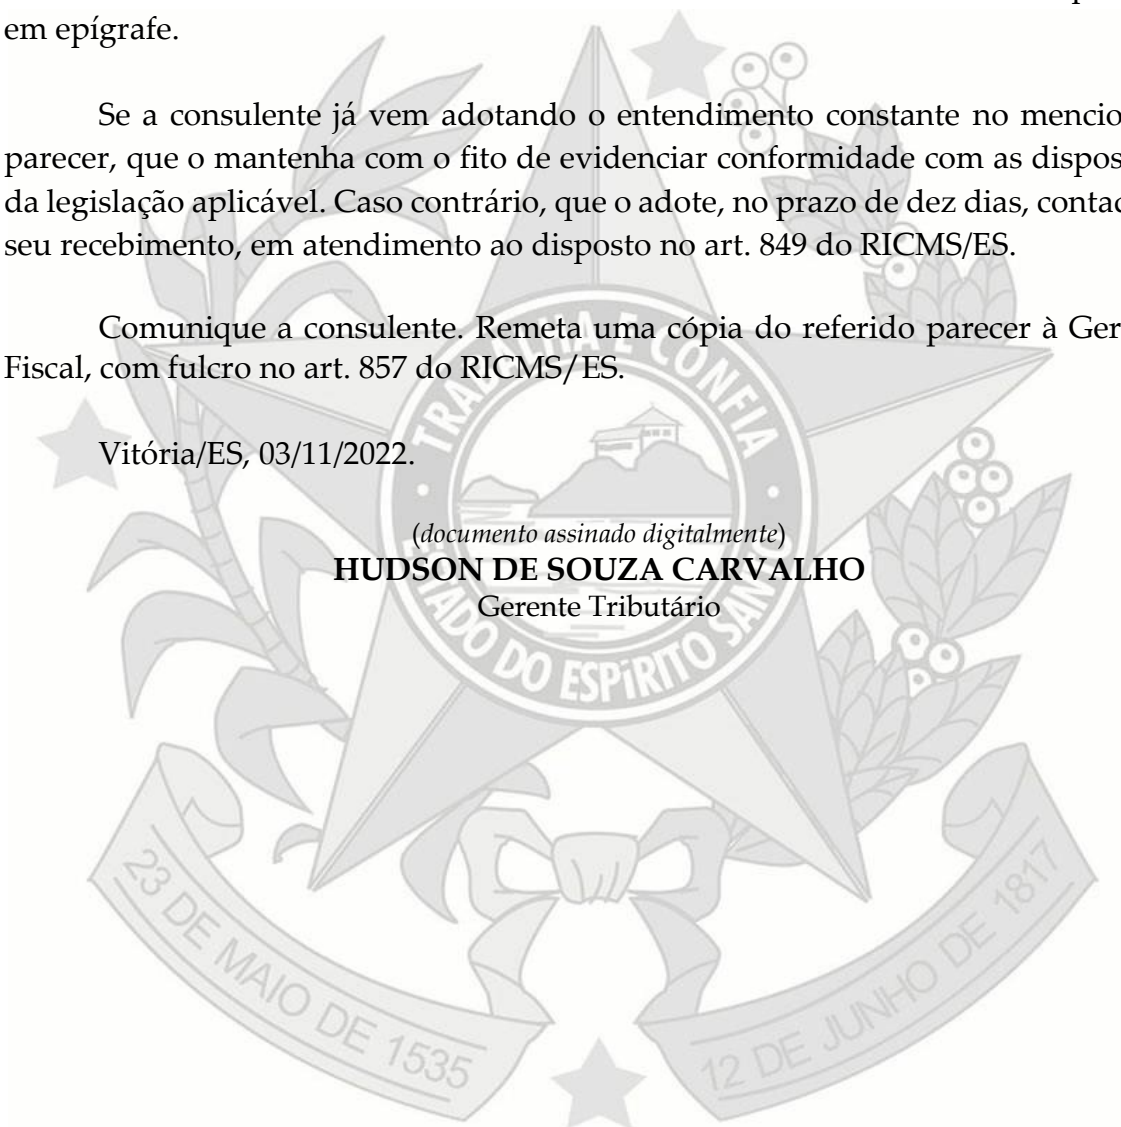 em epígrafe.
Se a consulente já vem adotando o entendimento constante no mencio
parecer, que o mantenha com o fito de evidenciar conformidade com as dispos
da legislação aplicável. Caso contrário, que o adote, no prazo de dez dias, conta
seu recebimento, em atendimento ao disposto no art. 849 do RICMS/ES.
Comunique a consulente. Remeta uma cópia do referido parecer à Ger
Fiscal, com fulcro no art. 857 do RICMS/ES.
Vitória/ES, 03/11/2022.
(documento assinado digitalmente)
HUDSON DE SOUZA CARVALHO
Gerente Tributário
TRABALHA E CONFIA
ESTADO DO ESPÍRITO SANTO
23 DE MAIO DE 1535
12 DE JUNHO DE 1817